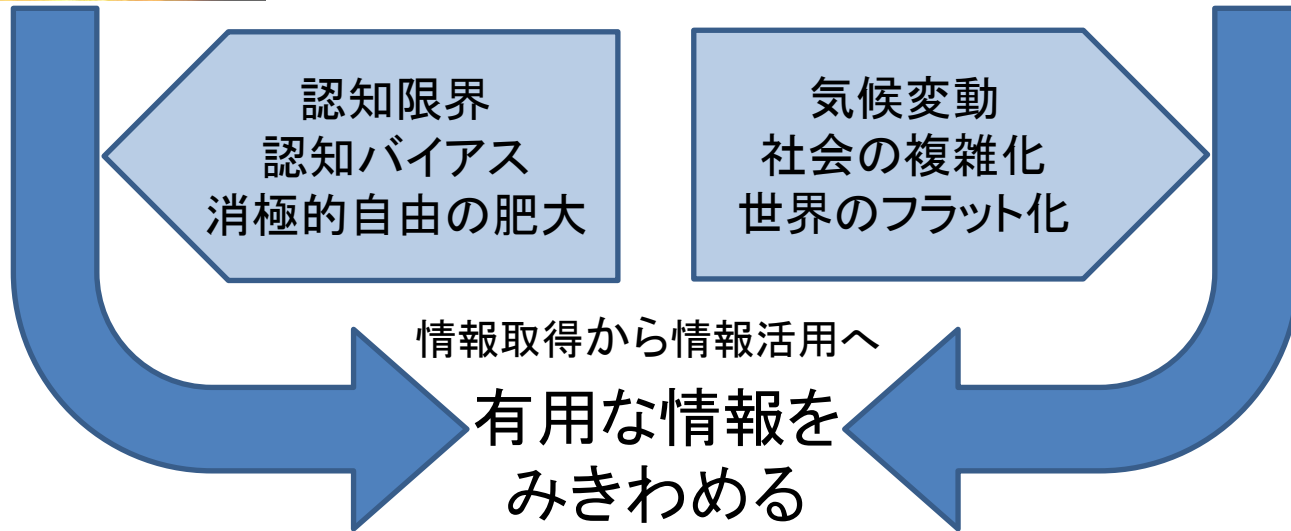 認知限界
認知バイアス
消極的自由の肥大
気候変動
社会の複雑化
世界のフラット化
情報取得から情報活用へ
有用な情報を
みきわめる